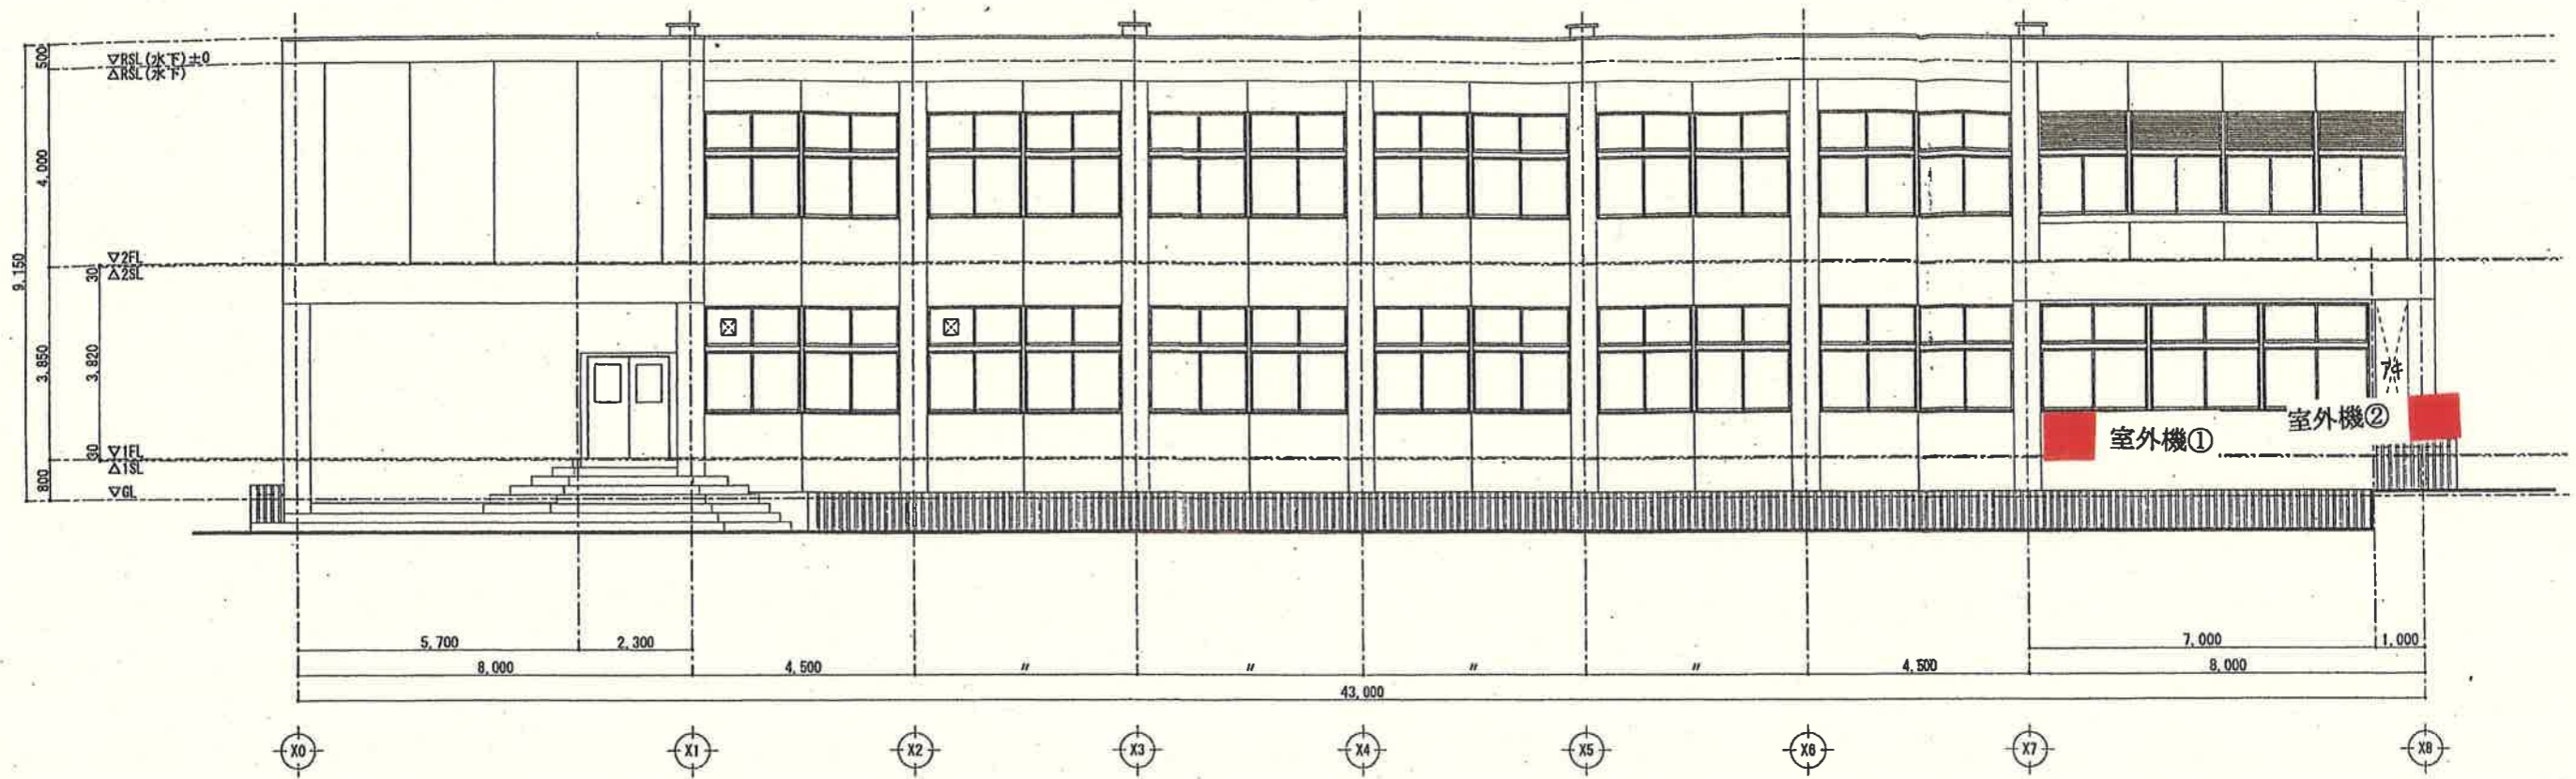 ▽RSL(水下)±0
△RSL(水下)
500
4,000
9,150
▽2FL
△2SL
30
3,850
3,820
アキ
室外機①
室外機②
▽1FL
△1SL
30
800
▽GL
5,700
2,300
7,000
1,000
8,000
4,500
〃
〃
〃
〃
4,500
8,000
43,000
X0
X1
X2
X3
X4
X5
X6
X7
X8